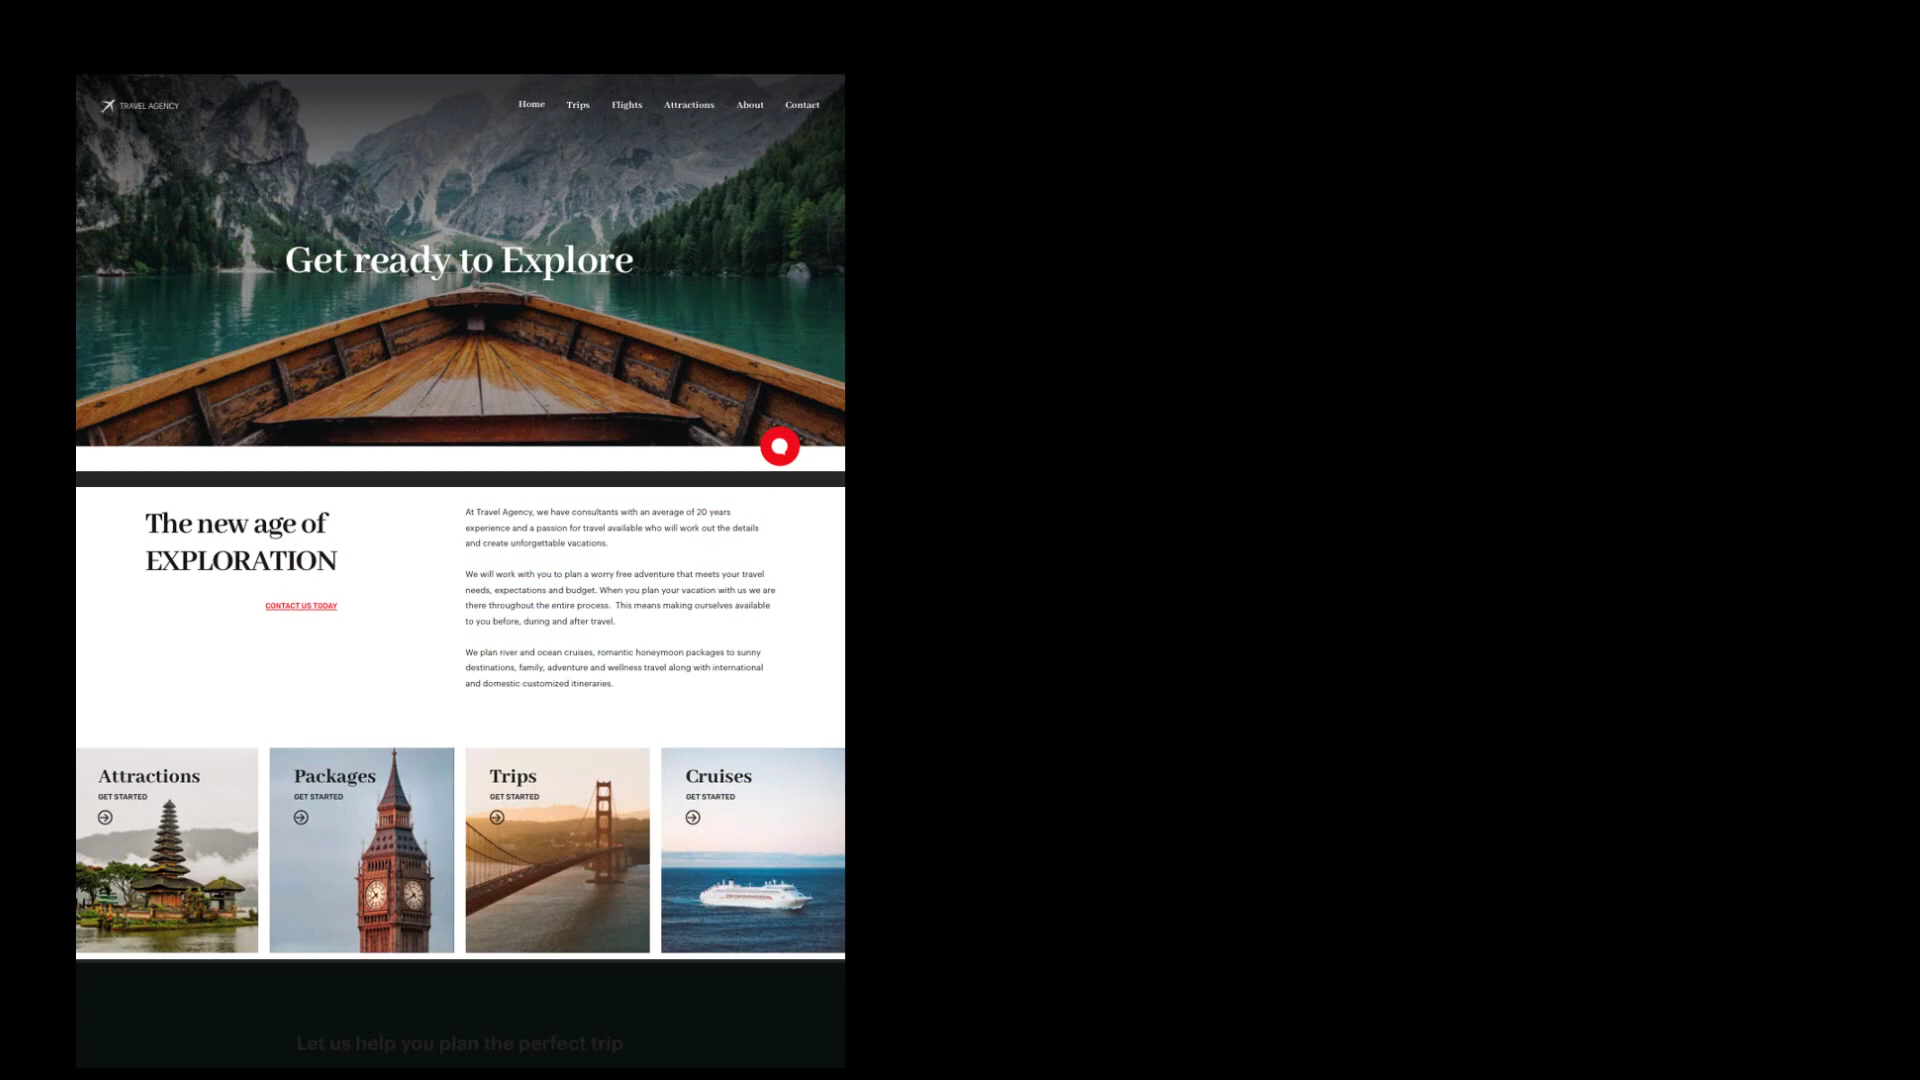 TRAVEL AGENCY
Home Trips Flights Attractions About Contact
Get ready to Explore
The new age of
EXPLORATION
CONTACT US TODAY
At Travel Agency, we have consultants with an average of 20 years
experience and a passion for travel available who will work out the details
and create unforgettable vacations.
We will work with you to plan a worry free adventure that meets your travel
needs, expectations and budget. When you plan your vacation with us we are
there throughout the entire process. This means making ourselves available
to you before, during and after travel.
We plan river and ocean cruises, romantic honeymoon packages to sunny
destinations, family, adventure and wellness travel along with international
and domestic customized itineraries.
Attractions
GET STARTED
Packages
GET STARTED
Trips
GET STARTED
Cruises
GET STARTED
Let us help you plan the perfect trip